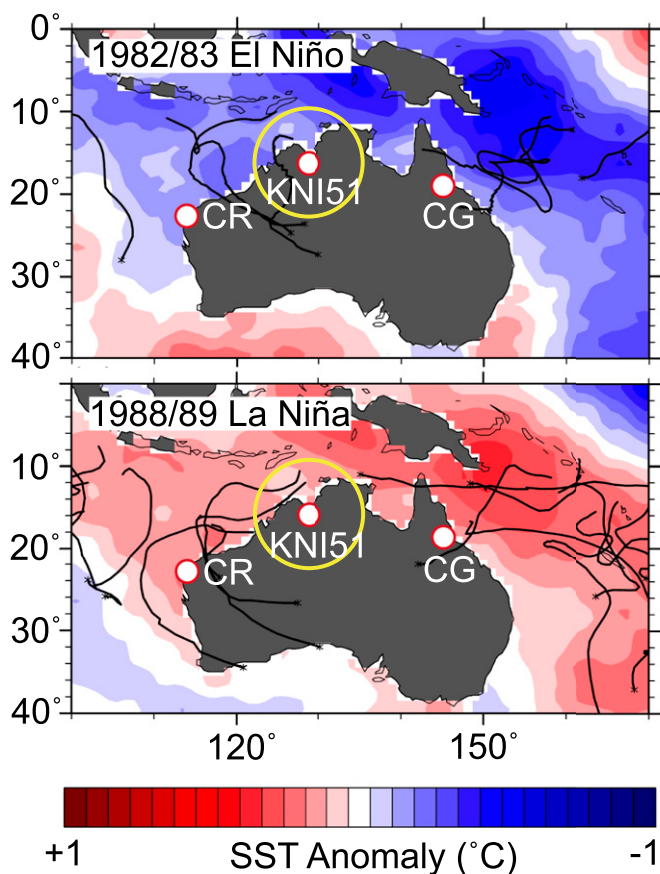 0˚
1982/83 El Niño
10˚
KNI51
20˚
CR
CG
30˚
40˚
1988/89 La Niña
10˚
KNI51
20˚
CR
CG
30˚
40˚
120˚ 150˚
+1 SST Anomaly (˚C) -1